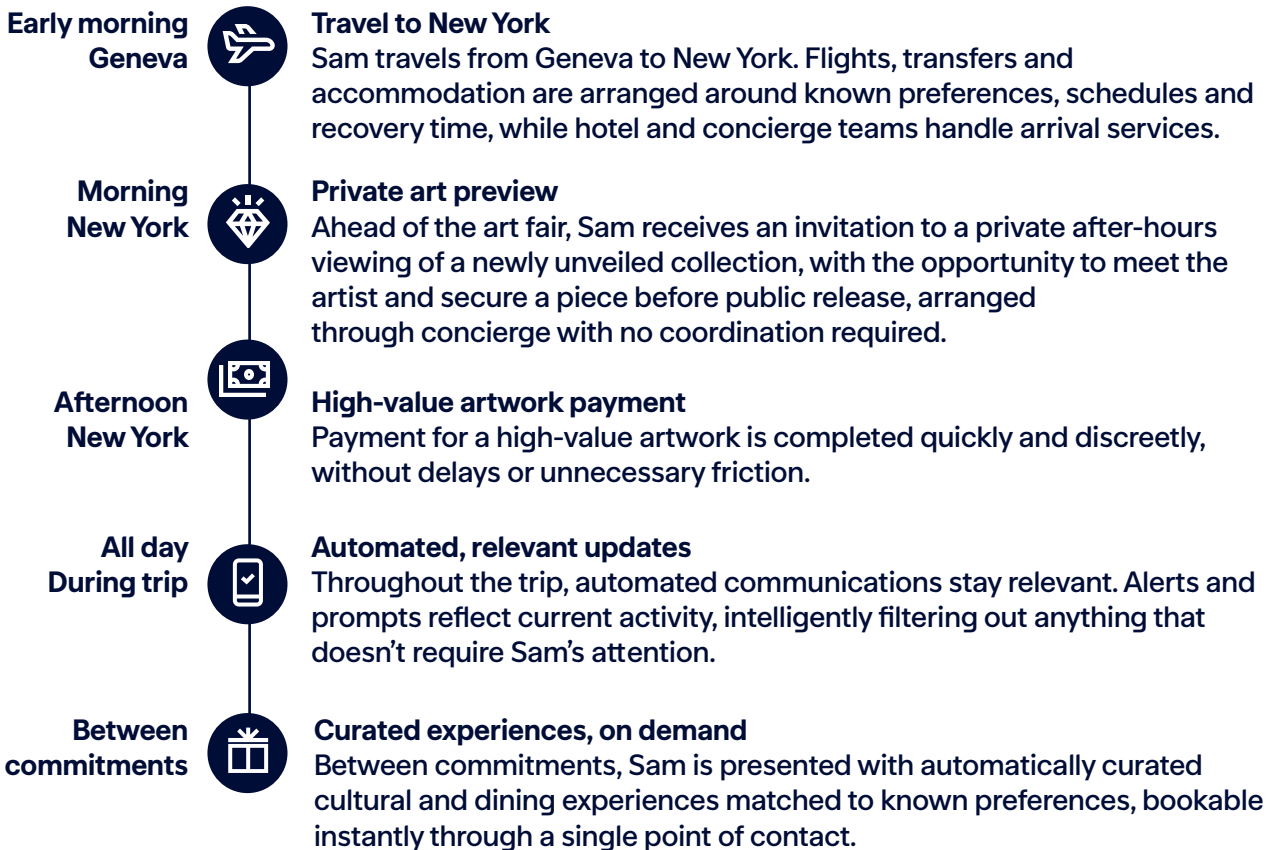 Early morning
Geneva
Travel to New York
Sam travels from Geneva to New York. Flights, transfers and
accommodation are arranged around known preferences, schedules and
recovery time, while hotel and concierge teams handle arrival services.
Morning
New York
Private art preview
Ahead of the art fair, Sam receives an invitation to a private after-hours
viewing of a newly unveiled collection, with the opportunity to meet the
artist and secure a piece before public release, arranged
through concierge with no coordination required.
Afternoon
New York
High-value artwork payment
Payment for a high-value artwork is completed quickly and discreetly,
without delays or unnecessary friction.
All day
During trip
Automated, relevant updates
Throughout the trip, automated communications stay relevant. Alerts and
prompts reflect current activity, intelligently filtering out anything that
doesn’t require Sam’s attention.
Between
commitments
Curated experiences, on demand
Between commitments, Sam is presented with automatically curated
cultural and dining experiences matched to known preferences, bookable
instantly through a single point of contact.